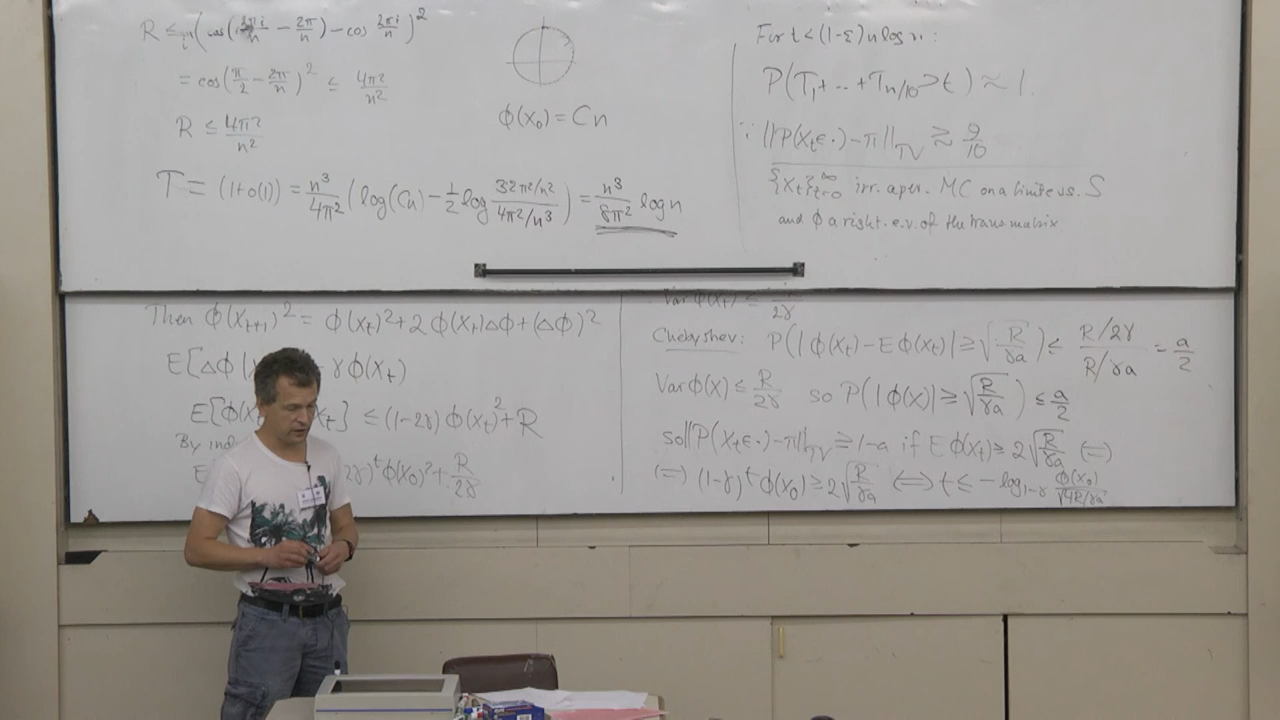 R ≤ (cos(2πi/n − 2π/n) − cos 2πi/n)²
= cos(π/2 − 2π/n)² ≤ 4π²/n²
R ≤ 4π²/n²
T = (1+o(1)) = n³/4π² (log(Cn) − 1/2 log 32π²/n² / 4π²/n³) = n³/8π² log n
φ(X₀) = Cn
For t < (1−ε) n log n :
P(T₁ + ... + T n/10 > t) ≈ 1.
∴ ||P(X_t ∈ ·) − π||_TV ≳ 9/10
{X_t}_{t=0}^∞ irr. aper. MC on a finite ss. S
and φ a right. e.v. of the trans matrix
Then φ(X_{t+1})² = φ(X_t)² + 2 φ(X_t)Δφ + (Δφ)²
E[Δφ | γφ(X_t)
E[φ(X X_t] ≤ (1−2γ) φ(X_t)² + R
By
E 2γ)^t φ(X₀)² + R/2γ
Var φ(X_t) ≤ 2γ
Chebyshev: P(|φ(X_t) − Eφ(X_t)| ≥ √(R/γa)) ≤ (R/2γ)/(R/γa) = a/2
Var φ(X) ≤ R/2γ so P(|φ(X)| ≥ √(R/γa)) ≤ a/2
so ||P(X_t ∈ ·) − π||_TV ≥ 1−a if E φ(X_t) ≥ 2√(R/γa) ⟺
⟺ (1−γ)^t φ(X₀) ≥ 2√(R/γa) ⟺ t ≤ −log_{1−γ} φ(X₀)/√(4R/γa)